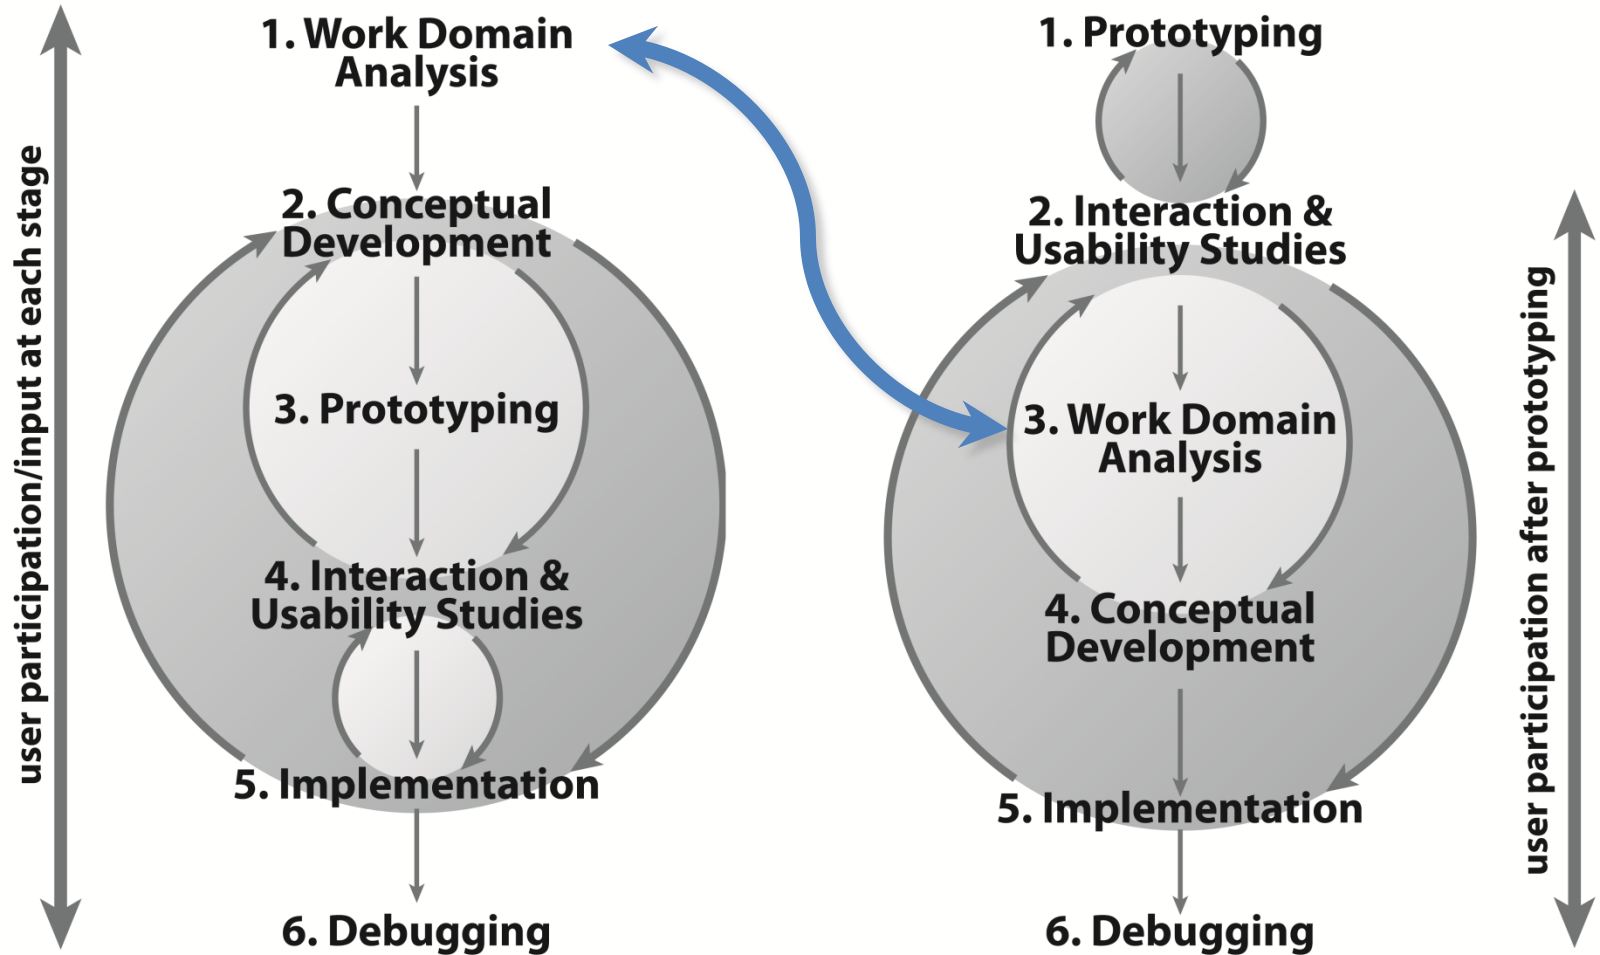 user participation/input at each stage
1. Work Domain
Analysis
2. Conceptual
Development
3. Prototyping
4. Interaction &
Usability Studies
5. Implementation
6. Debugging
1. Prototyping
2. Interaction &
Usability Studies
3. Work Domain
Analysis
4. Conceptual
Development
5. Implementation
6. Debugging
user participation after prototyping